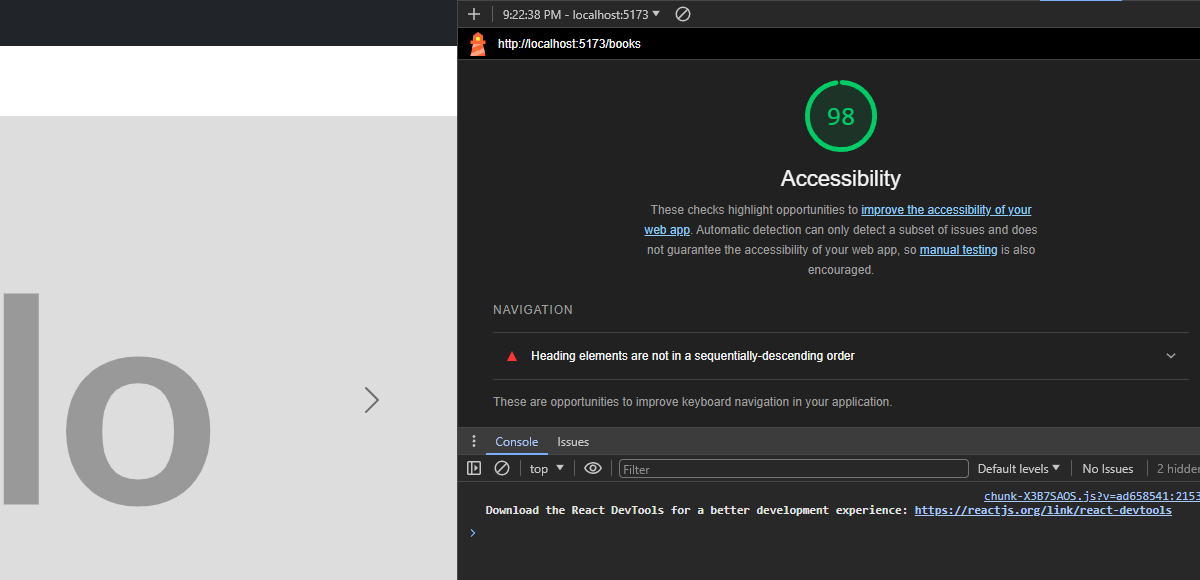 9:22:38 PM - localhost:5173
http://localhost:5173/books
98
Accessibility
These checks highlight opportunities to improve the accessibility of your
web app. Automatic detection can only detect a subset of issues and does
not guarantee the accessibility of your web app, so manual testing is also
encouraged.
NAVIGATION
Heading elements are not in a sequentially-descending order
These are opportunities to improve keyboard navigation in your application.
lo
Console Issues
top Filter Default levels No Issues 2 hidden
chunk-X3B7SAOS.js?v=ad658541:2153
Download the React DevTools for a better development experience: https://reactjs.org/link/react-devtools